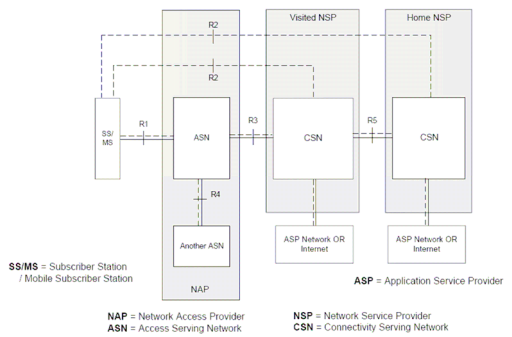 Visited NSP
Home NSP
R2
R2
SS/
MS
R1
ASN
R3
CSN
R5
CSN
R4
Another ASN
ASP Network OR
Internet
ASP Network OR
Internet
NAP
SS/MS = Subscriber Station
/ Mobile Subscriber Station
ASP = Application Service Provider
NAP = Network Access Provider
ASN = Access Serving Network
NSP = Network Service Provider
CSN = Connectivity Serving Network